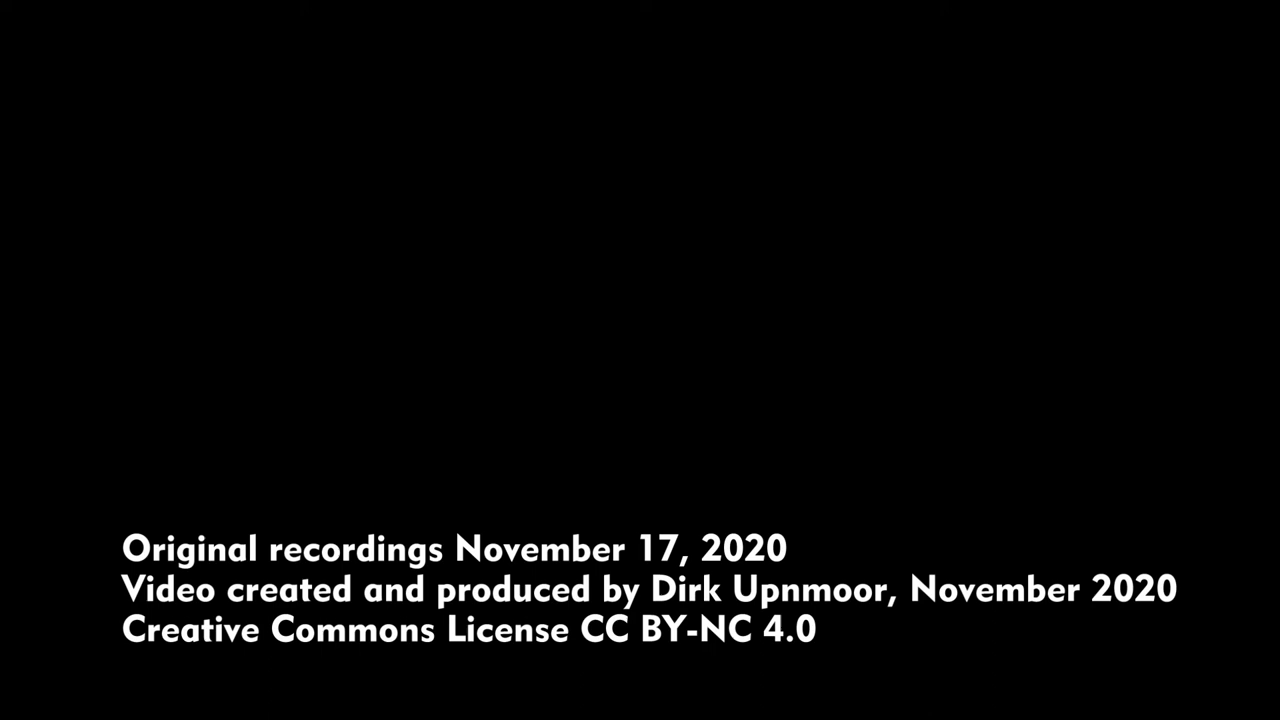 Original recordings November 17, 2020
Video created and produced by Dirk Upnmoor, November 2020
Creative Commons License CC BY-NC 4.0